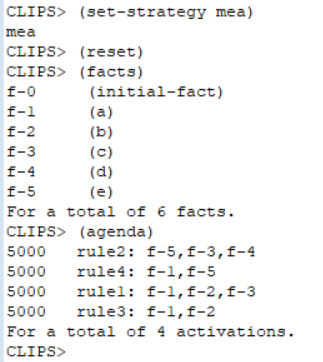 CLIPS> (set-strategy mea)
mea
CLIPS> (reset)
CLIPS> (facts)
f-0     (initial-fact)
f-1     (a)
f-2     (b)
f-3     (c)
f-4     (d)
f-5     (e)
For a total of 6 facts.
CLIPS> (agenda)
5000   rule2: f-5,f-3,f-4
5000   rule4: f-1,f-5
5000   rule1: f-1,f-2,f-3
5000   rule3: f-1,f-2
For a total of 4 activations.
CLIPS>